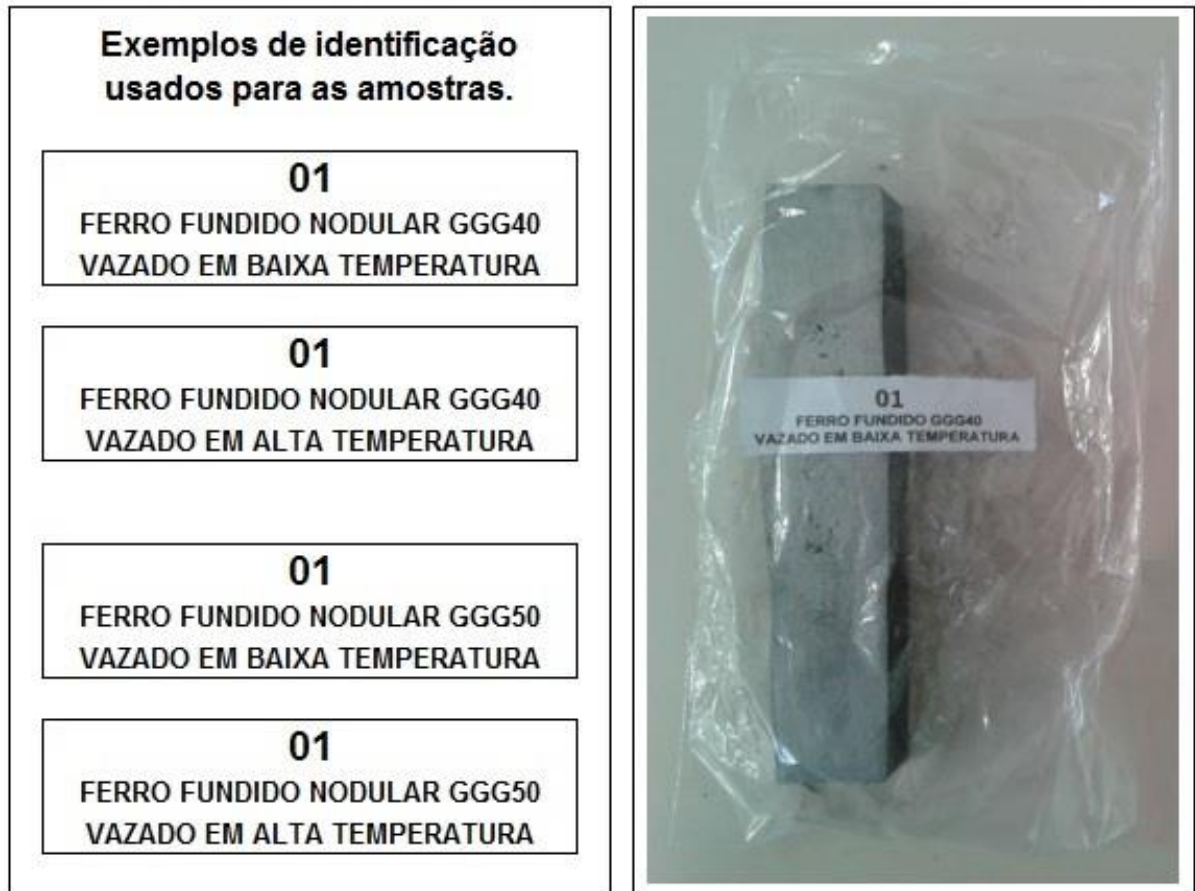 Exemplos de identificação
usados para as amostras.
01
FERRO FUNDIDO NODULAR GGG40
VAZADO EM BAIXA TEMPERATURA
01
FERRO FUNDIDO NODULAR GGG40
VAZADO EM ALTA TEMPERATURA
01
FERRO FUNDIDO NODULAR GGG50
VAZADO EM BAIXA TEMPERATURA
01
FERRO FUNDIDO NODULAR GGG50
VAZADO EM ALTA TEMPERATURA
01
FERRO FUNDIDO GGG40
VAZADO EM BAIXA TEMPERATURA